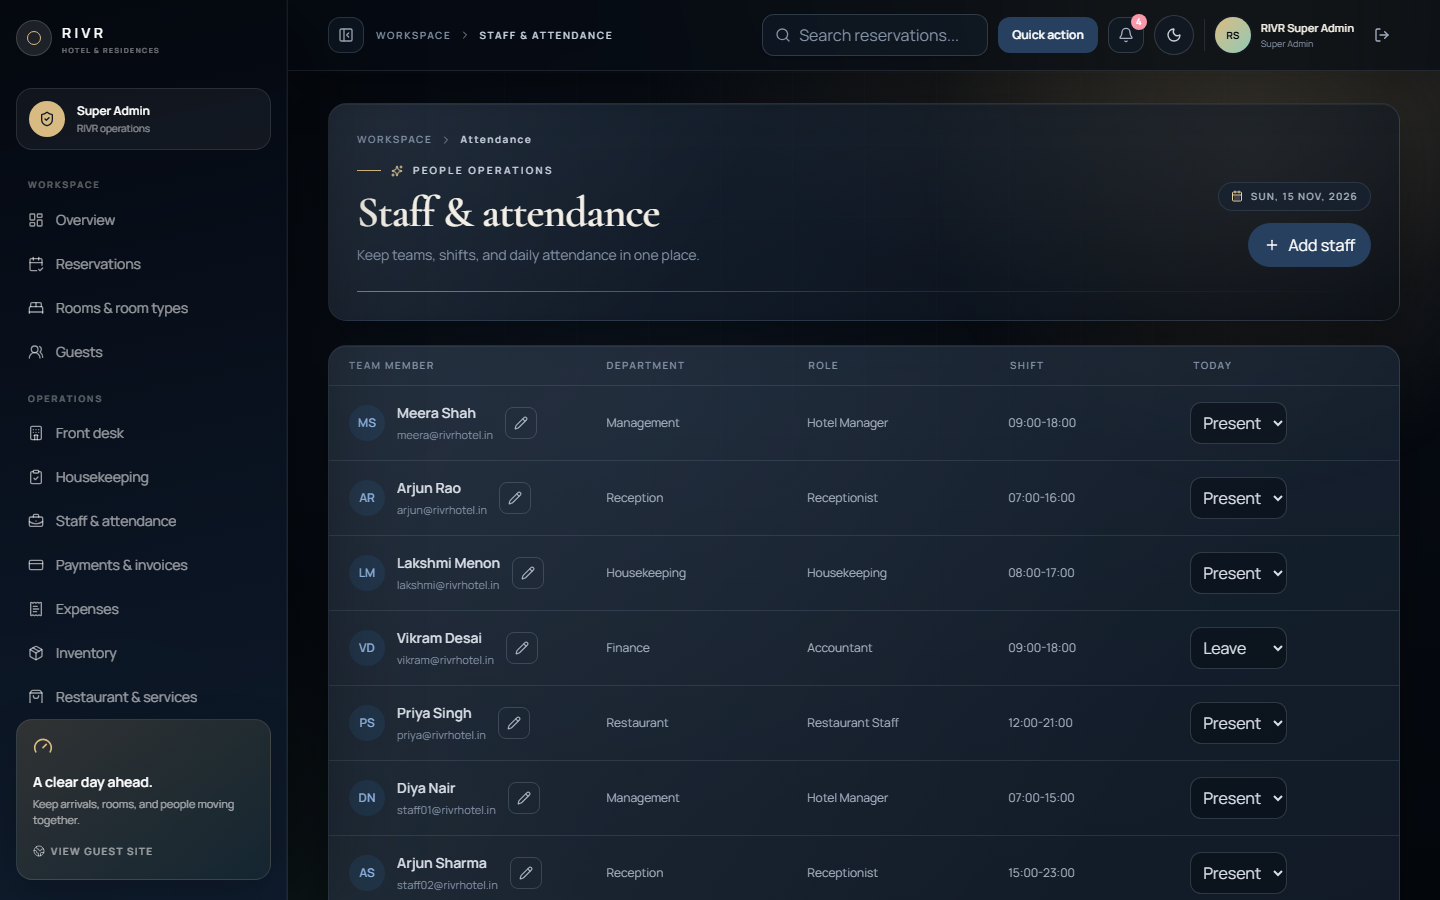 RIVR
HOTEL & RESIDENCES
Super Admin
RIVR operations
WORKSPACE
Overview
Reservations
Rooms & room types
Guests
OPERATIONS
Front desk
Housekeeping
Staff & attendance
Payments & invoices
Expenses
Inventory
Restaurant & services
A clear day ahead.
Keep arrivals, rooms, and people moving
together.
VIEW GUEST SITE
WORKSPACE > STAFF & ATTENDANCE
Search reservations...
Quick action
4
RS
RIVR Super Admin
Super Admin
WORKSPACE > Attendance
PEOPLE OPERATIONS
Staff & attendance
Keep teams, shifts, and daily attendance in one place.
SUN, 15 NOV, 2026
+ Add staff
TEAM MEMBER DEPARTMENT ROLE SHIFT TODAY
MS Meera Shah Management Hotel Manager 09:00-18:00 Present
meera@rivrhotel.in
AR Arjun Rao Reception Receptionist 07:00-16:00 Present
arjun@rivrhotel.in
LM Lakshmi Menon Housekeeping Housekeeping 08:00-17:00 Present
lakshmi@rivrhotel.in
VD Vikram Desai Finance Accountant 09:00-18:00 Leave
vikram@rivrhotel.in
PS Priya Singh Restaurant Restaurant Staff 12:00-21:00 Present
priya@rivrhotel.in
DN Diya Nair Management Hotel Manager 07:00-15:00 Present
staff01@rivrhotel.in
AS Arjun Sharma Reception Receptionist 15:00-23:00 Present
staff02@rivrhotel.in